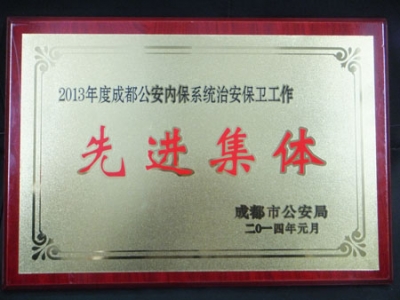 2013年度成都公安内保系统治安保卫工作
先进集体
成都市公安局
二〇一四年元月